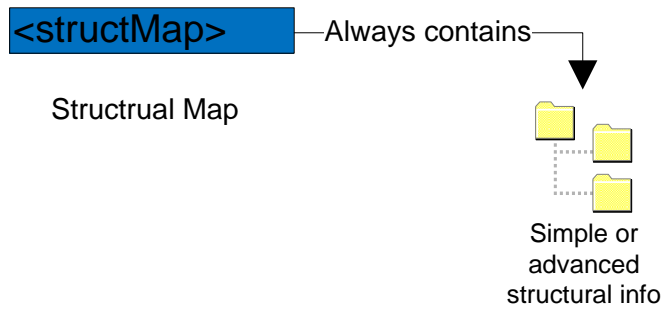 <structMap>
Always contains
Structrual Map
Simple or
advanced
structural info